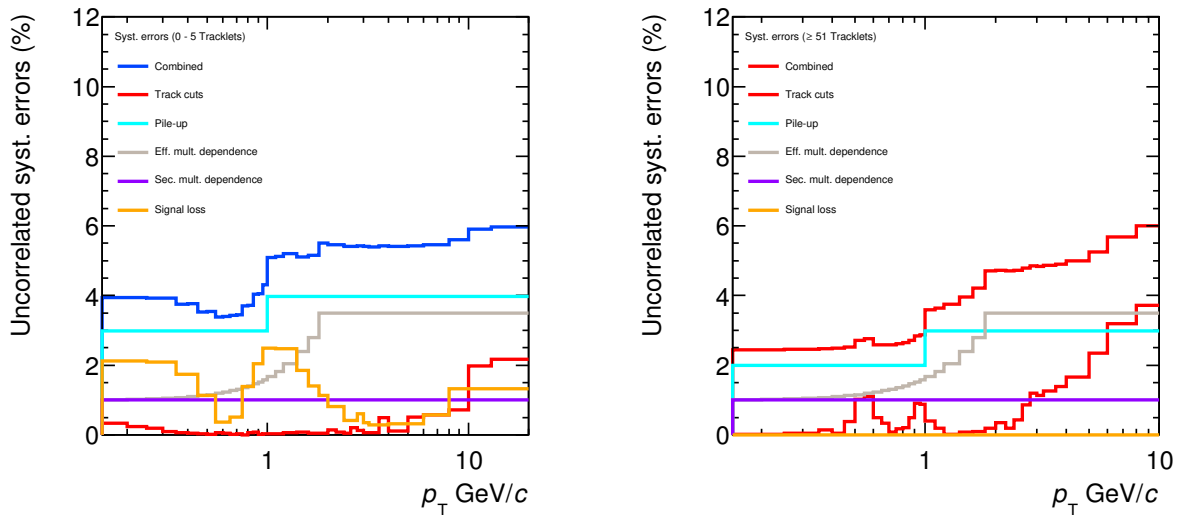 Uncorrelated syst. errors (%)
12
10
8
6
4
2
0
Syst. errors (0 - 5 Tracklets)
Combined
Track cuts
Pile-up
Eff. mult. dependence
Sec. mult. dependence
Signal loss
1
10
p_T GeV/c
Uncorrelated syst. errors (%)
12
10
8
6
4
2
0
Syst. errors (≥ 51 Tracklets)
Combined
Track cuts
Pile-up
Eff. mult. dependence
Sec. mult. dependence
Signal loss
1
10
p_T GeV/c